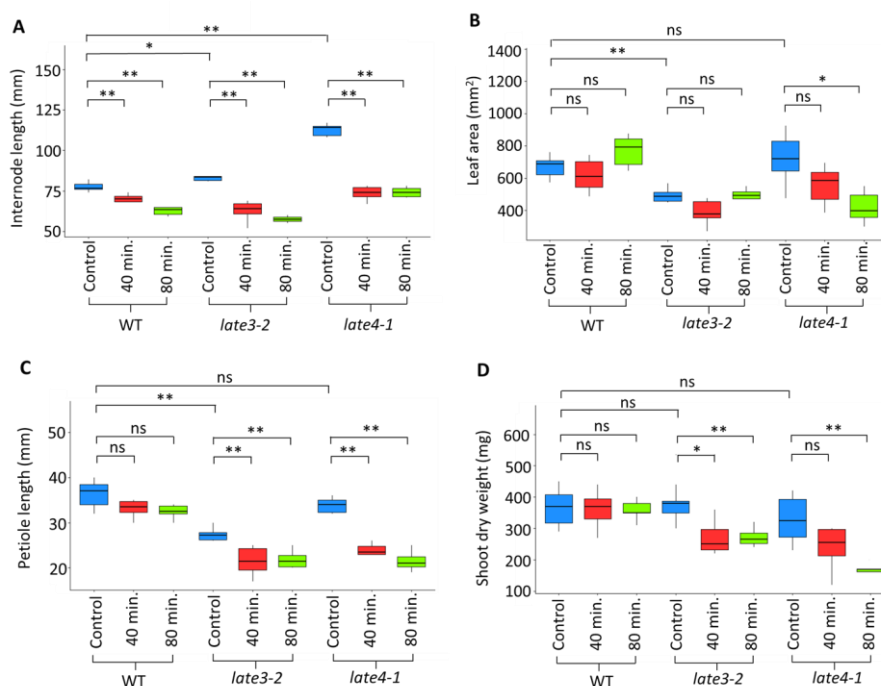 A
Internode length (mm)
150
125
100
75
50
**
*
** ** **
** ** **
Control 40 min. 80 min. Control 40 min. 80 min. Control 40 min. 80 min.
WT late3-2 late4-1
B
Leaf area (mm²)
1400
1200
1000
800
600
400
ns
**
ns ns *
ns ns ns
Control 40 min. 80 min. Control 40 min. 80 min. Control 40 min. 80 min.
WT late3-2 late4-1
C
Petiole length (mm)
50
40
30
20
ns
**
ns ** **
ns ** **
Control 40 min. 80 min. Control 40 min. 80 min. Control 40 min. 80 min.
WT late3-2 late4-1
D
Shoot dry weight (mg)
600
500
400
300
200
100
ns
ns
ns ** **
ns * ns
Control 40 min. 80 min. Control 40 min. 80 min. Control 40 min. 80 min.
WT late3-2 late4-1